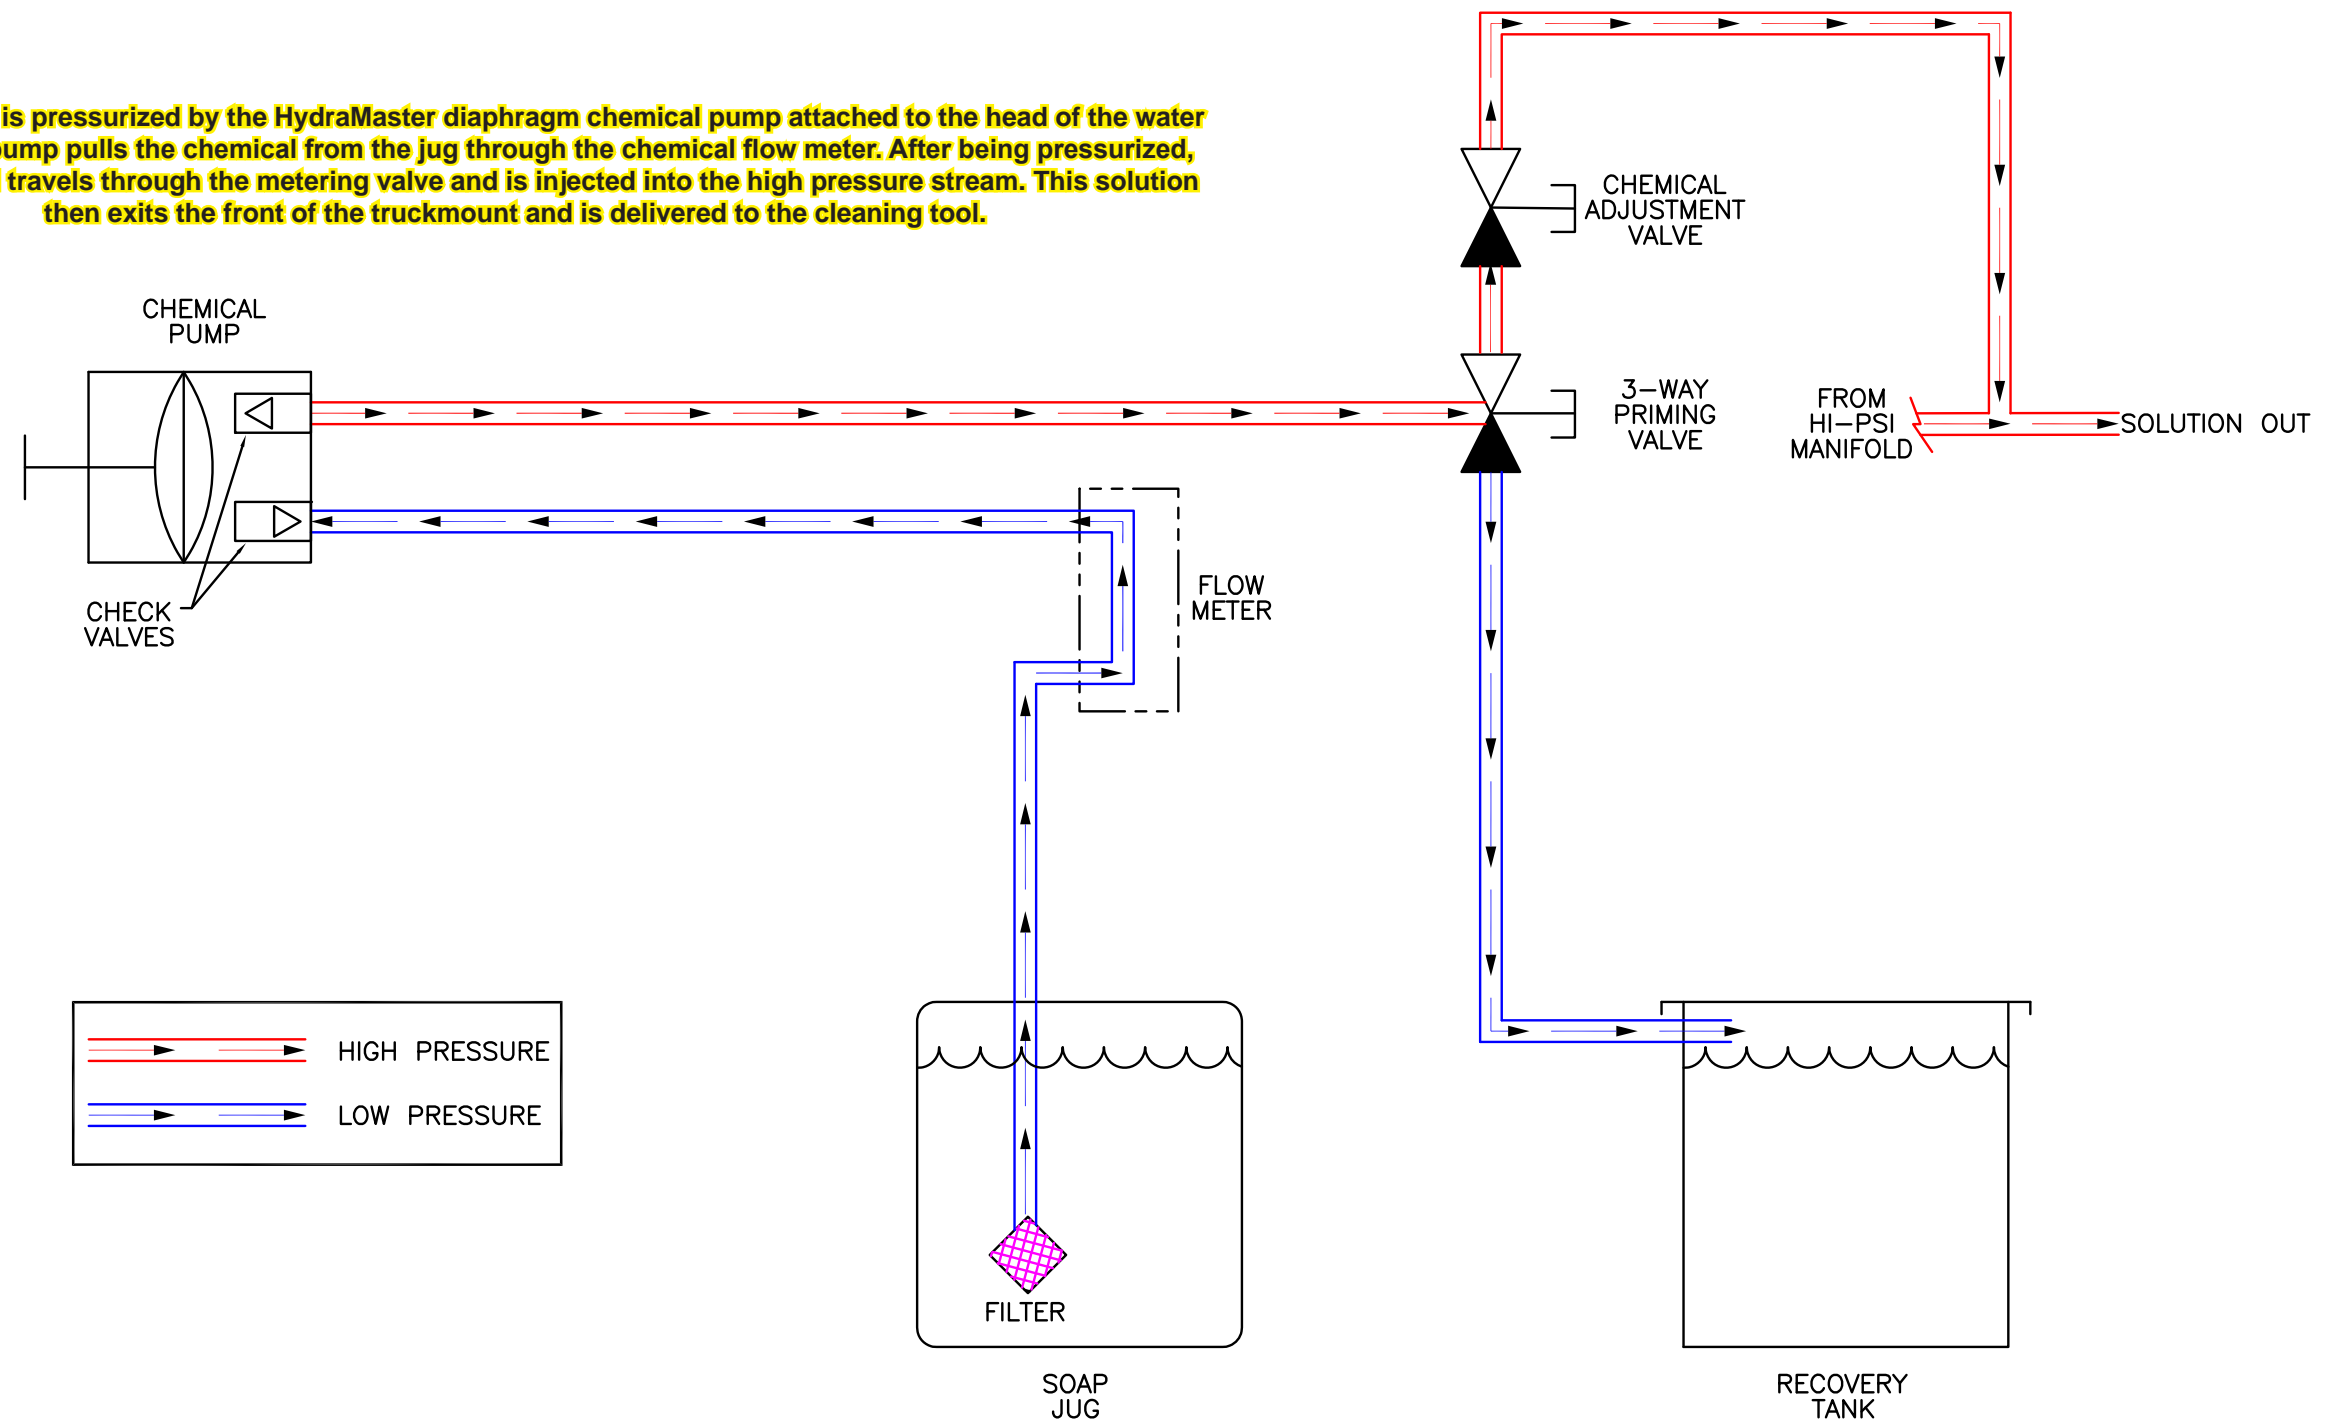 is pressurized by the HydraMaster diaphragm chemical pump attached to the head of the water
pump pulls the chemical from the jug through the chemical flow meter. After being pressurized,
travels through the metering valve and is injected into the high pressure stream. This solution
then exits the front of the truckmount and is delivered to the cleaning tool.
CHEMICAL
ADJUSTMENT
VALVE
CHEMICAL
PUMP
3-WAY
PRIMING
VALVE
FROM
HI-PSI
MANIFOLD
SOLUTION OUT
FLOW
METER
CHECK
VALVES
HIGH PRESSURE
LOW PRESSURE
FILTER
SOAP
JUG
RECOVERY
TANK